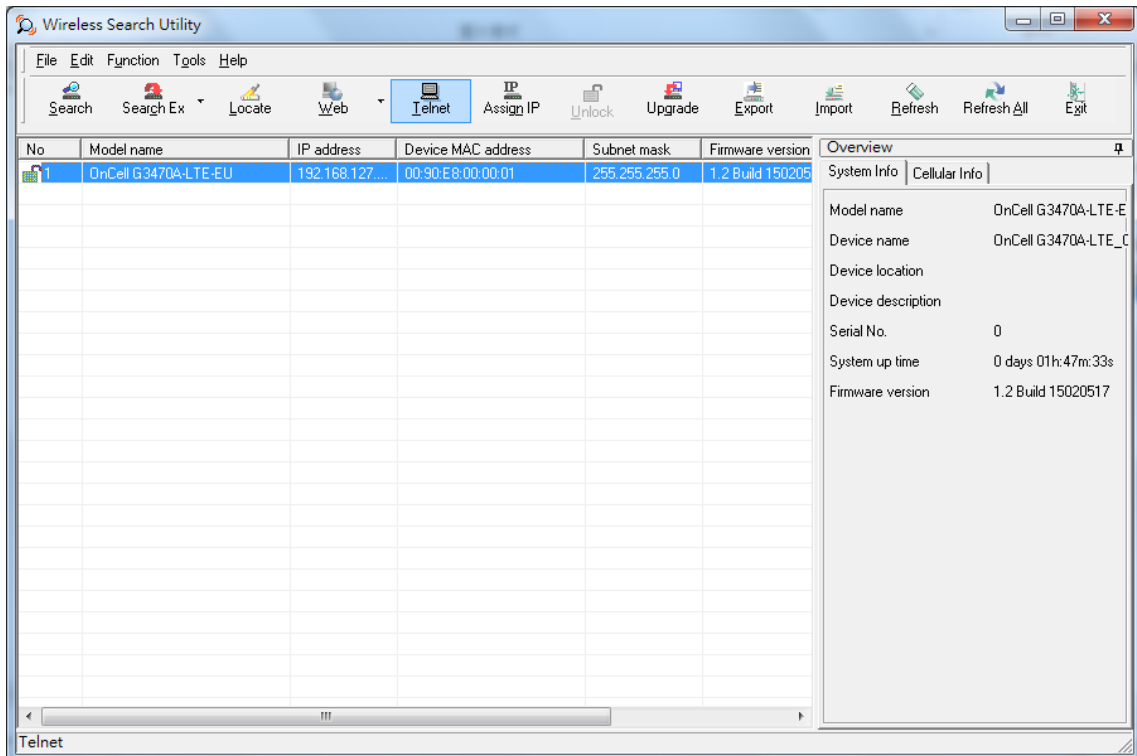 Wireless Search Utility
File Edit Function Tools Help
Search Search Ex Locate Web Telnet Assign IP Unlock Upgrade Export Import Refresh Refresh All Exit
No Model name IP address Device MAC address Subnet mask Firmware version
1 OnCell G3470A-LTE-EU 192.168.127.... 00:90:E8:00:00:01 255.255.255.0 1.2 Build 150205
Overview
System Info Cellular Info
Model name OnCell G3470A-LTE-E
Device name OnCell G3470A-LTE_0
Device location
Device description
Serial No. 0
System up time 0 days 01h:47m:33s
Firmware version 1.2 Build 15020517
Telnet